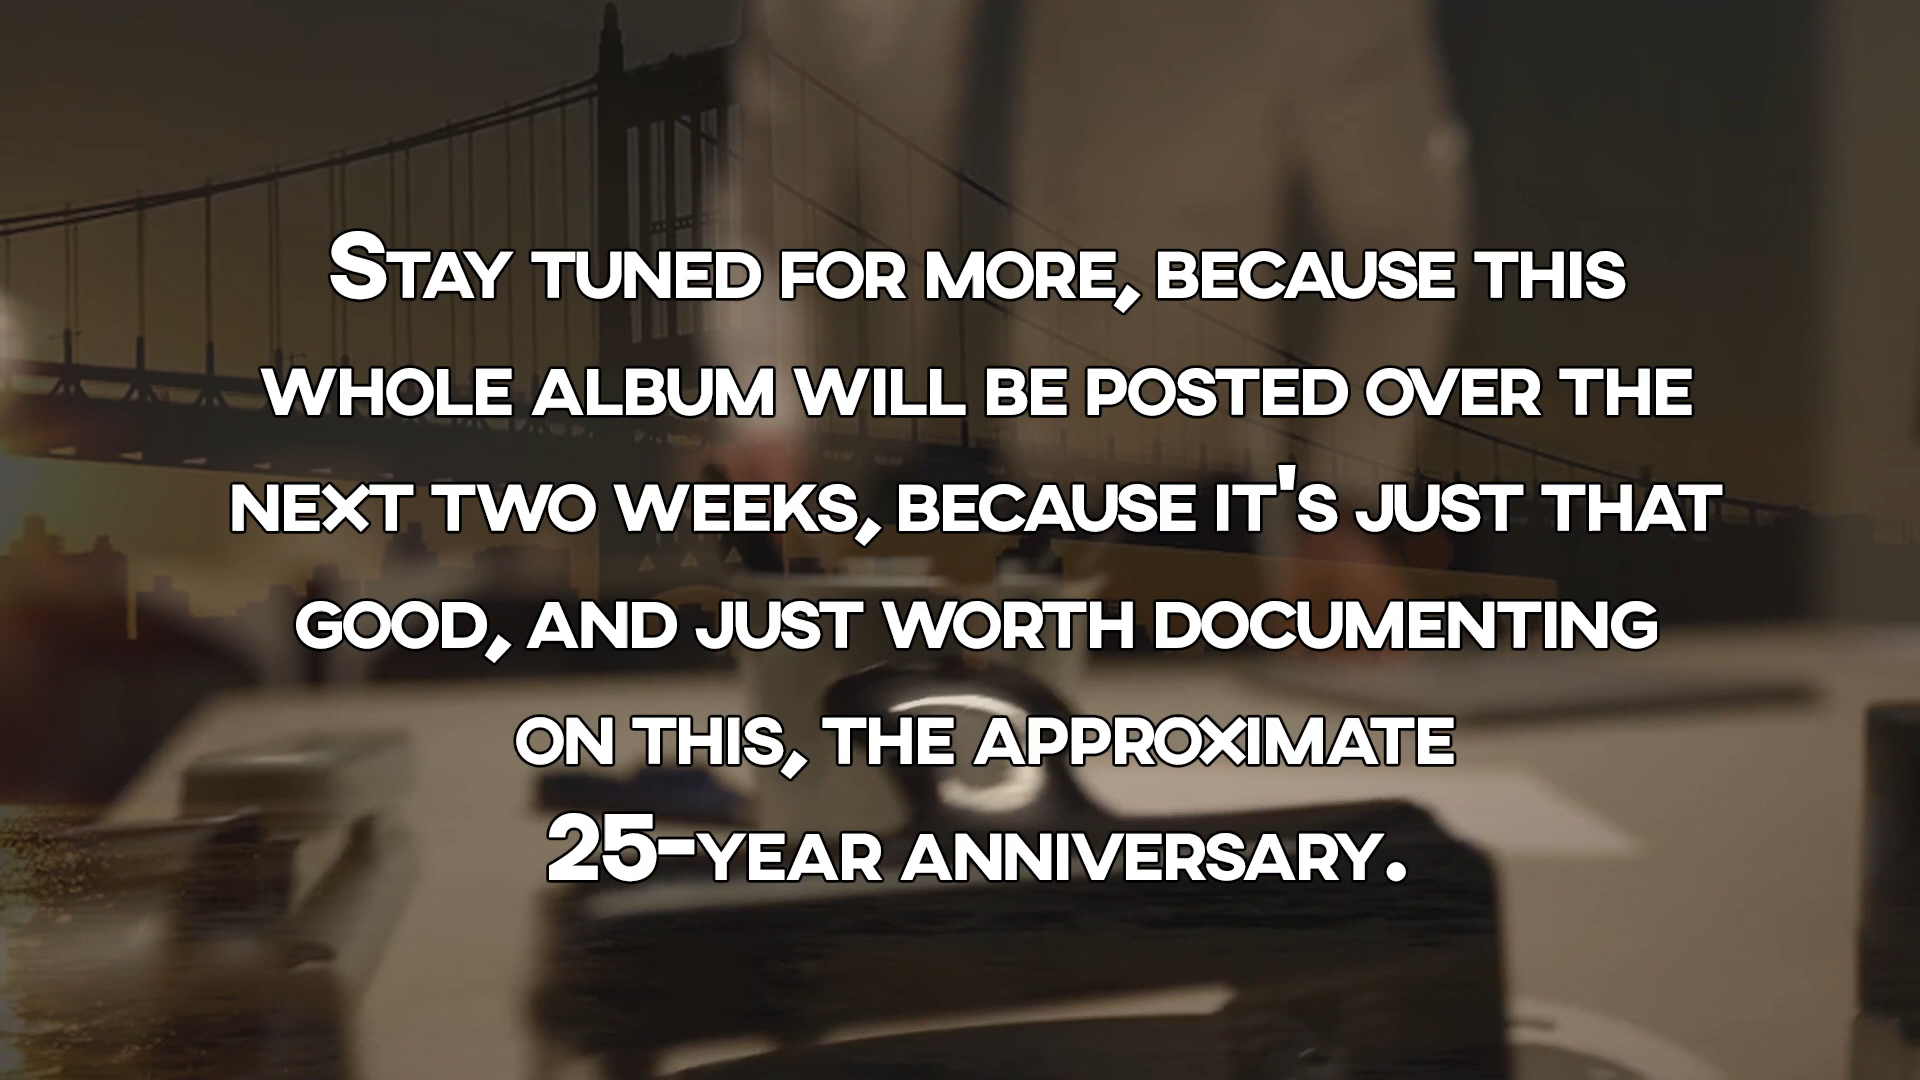 Stay tuned for more, because this
whole album will be posted over the
next two weeks, because it's just that
good, and just worth documenting
on this, the approximate
25-year anniversary.